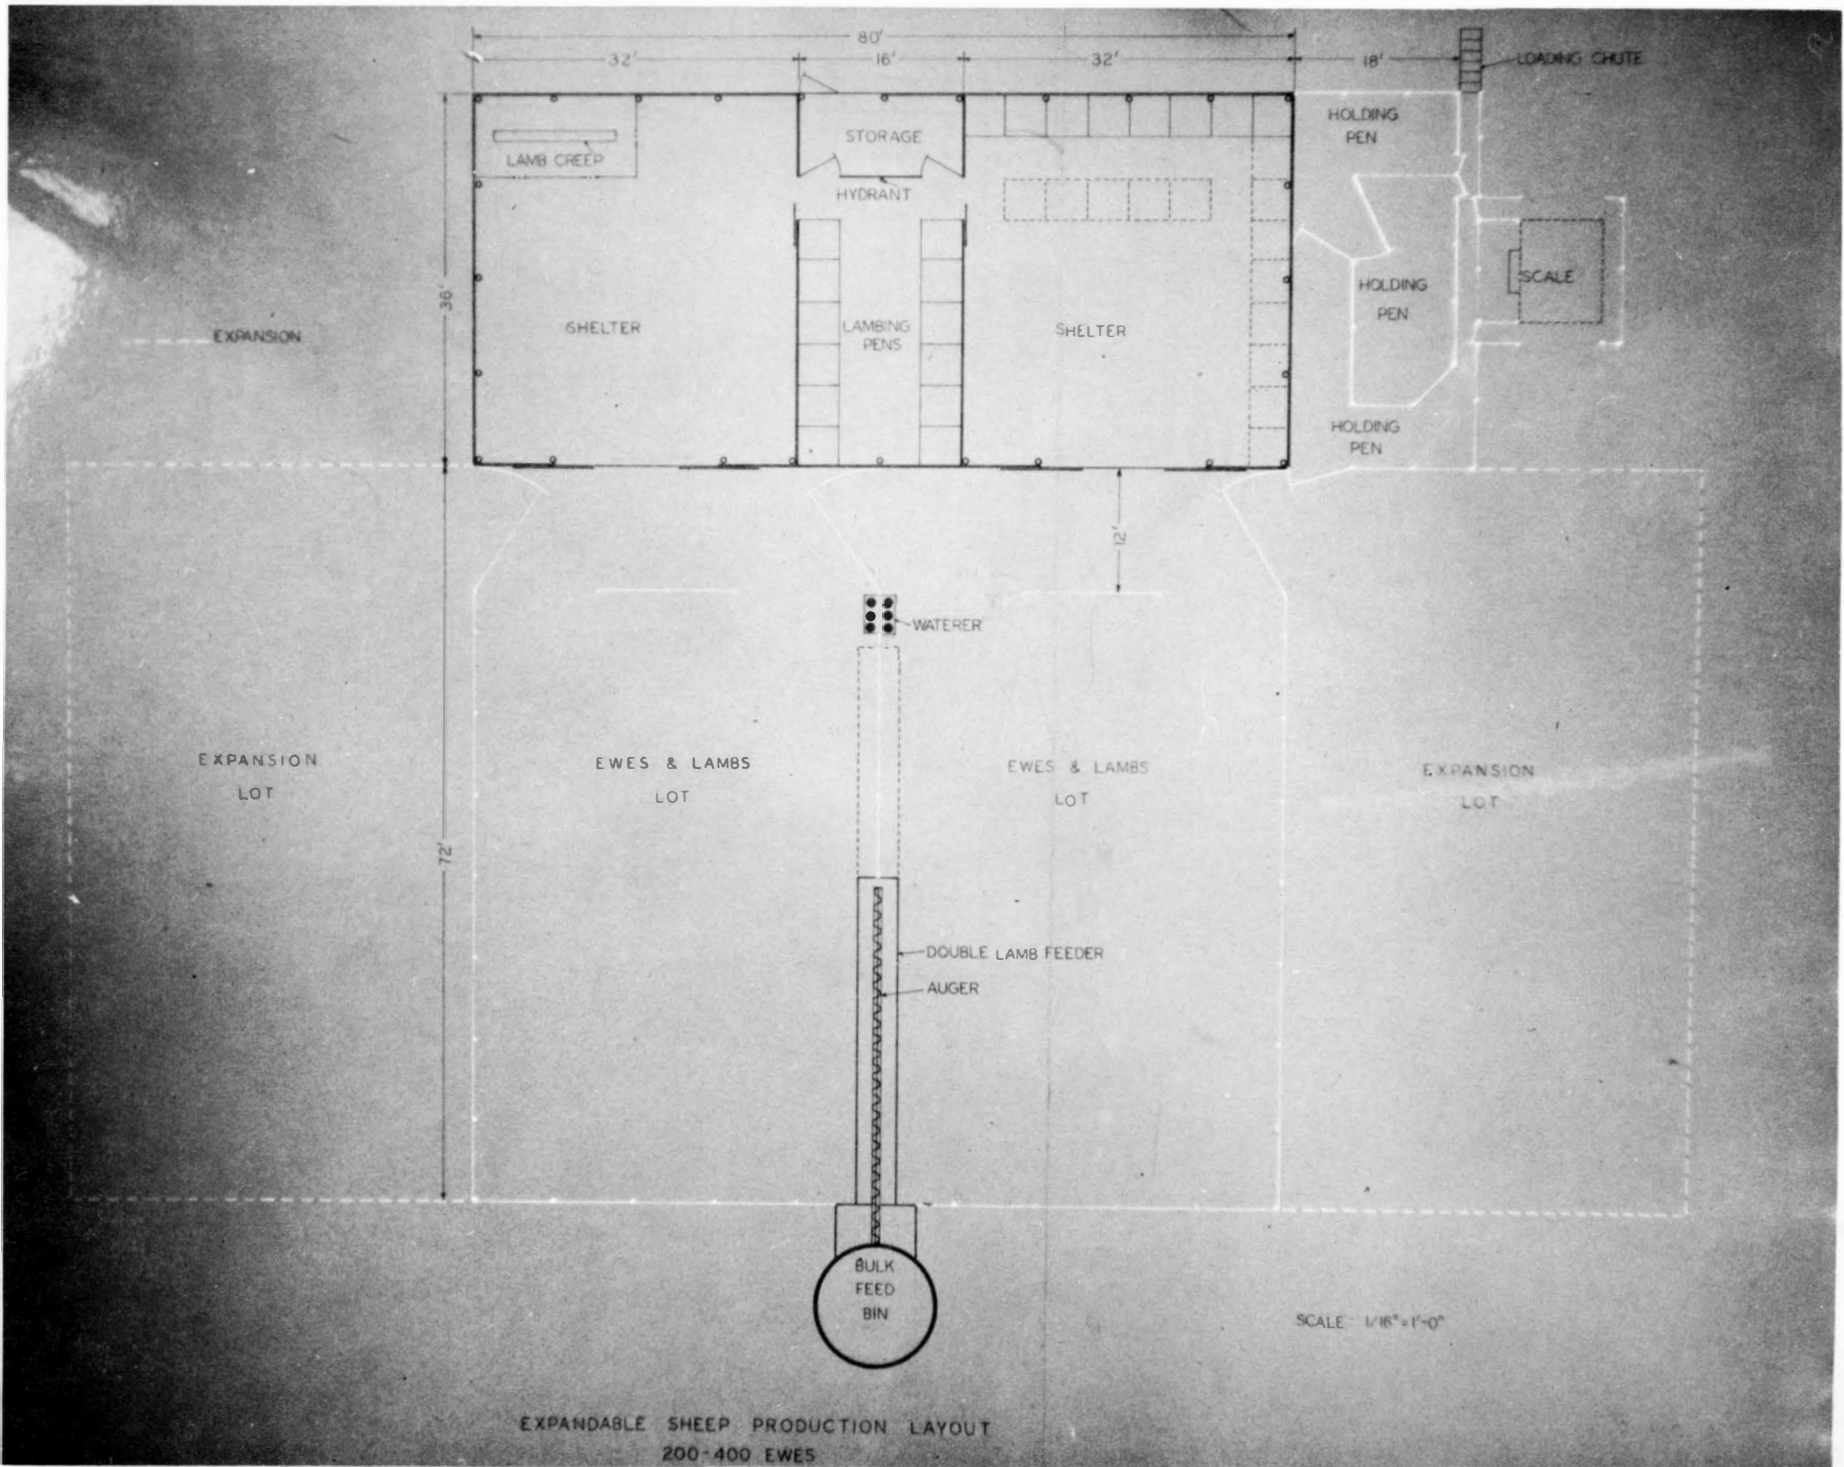 80'
32'
16'
32'
18'
LOADING CHUTE
HOLDING
PEN
STORAGE
LAMB CREEP
HYDRANT
36'
HOLDING
PEN
SCALE
SHELTER
LAMBING
PENS
SHELTER
EXPANSION
HOLDING
PEN
12'
WATERER
EXPANSION
LOT
EWES & LAMBS
LOT
EWES & LAMBS
LOT
EXPANSION
LOT
72'
DOUBLE LAMB FEEDER
AUGER
BULK
FEED
BIN
SCALE 1/16"=1'-0"
EXPANDABLE SHEEP PRODUCTION LAYOUT
200-400 EWES